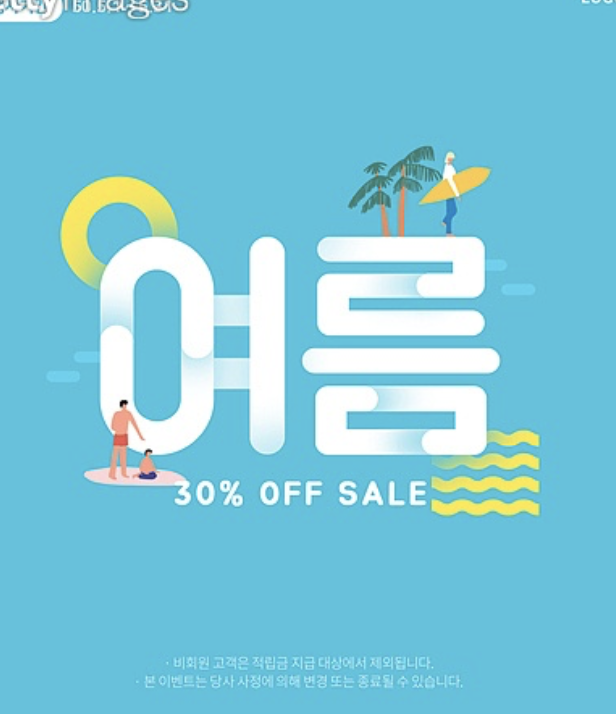 여름
30% OFF SALE
· 비회원 고객은 적립금 지급 대상에서 제외됩니다.
· 본 이벤트는 당사 사정에 의해 변경 또는 종료될 수 있습니다.